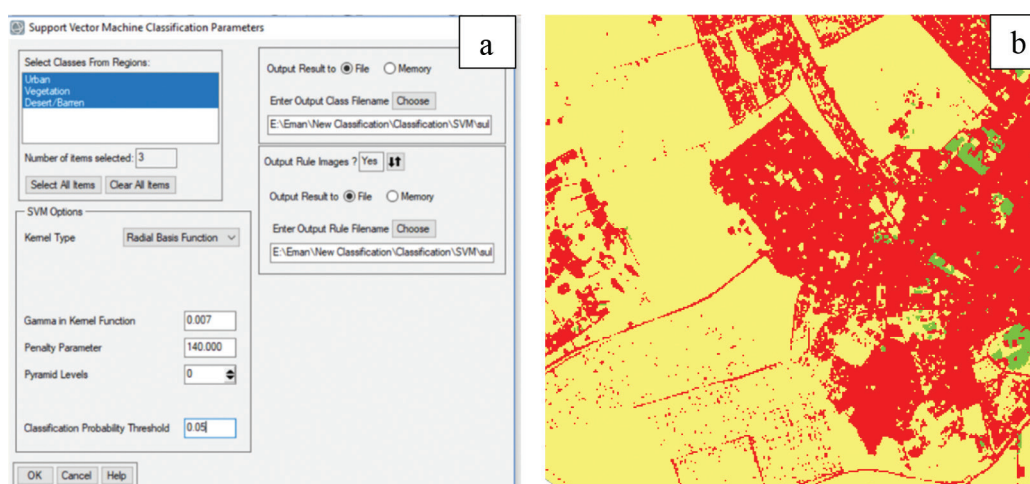 Support Vector Machine Classification Parameters
a
b
Select Classes From Regions:
Urban
Vegetation
Desert/Barren
Number of items selected: 3
Select All Items Clear All Items
SVM Options
Kernel Type Radial Basis Function
Gamma in Kernel Function 0.007
Penalty Parameter 140.000
Pyramid Levels 0
Classification Probability Threshold 0.05
OK Cancel Help
Output Result to File Memory
Enter Output Class Filename Choose
E:\Eman\New Classification\Classification\SVM\sul
Output Rule Images ? Yes
Output Result to File Memory
Enter Output Rule Filename Choose
E:\Eman\New Classification\Classification\SVM\sul